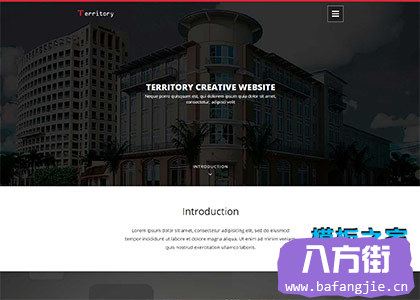 Territory
TERRITORY CREATIVE WEBSITE
Neque porro quisquam est, qui dolorem ipsum quia dolor sit amet,
consectetur, adipisci velit
INTRODUCTION
Introduction
Lorem ipsum dolor sit amet, consectetur adipisicing elit, sed do eiusmod
tempor incididunt ut labore et dolore magna aliqua. Ut enim ad minim veniam, quis
nostrud exercitation ullamco laboris.
模板之家
八方街
www.bafangjie.cn